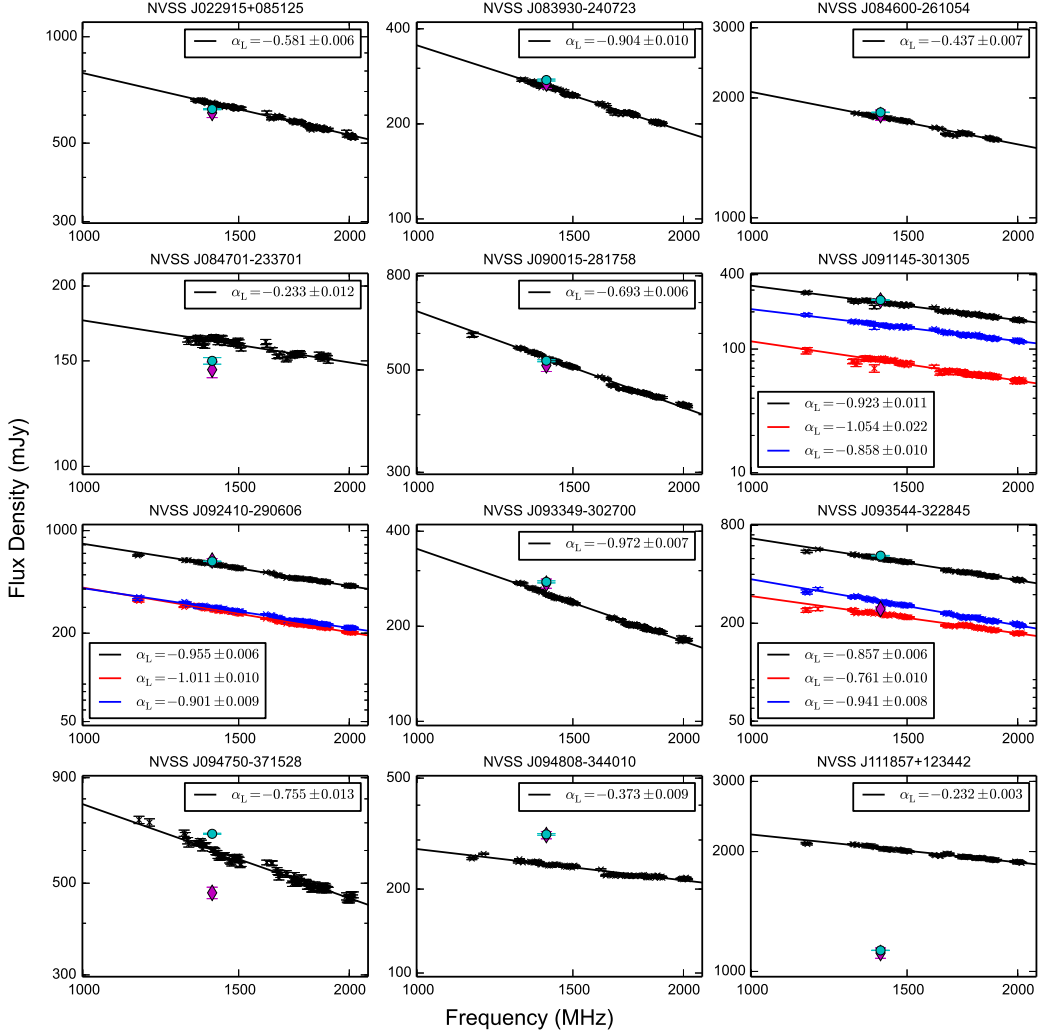 NVSS J022915+085125
α_L=−0.581±0.006
1000
500
300
1000
1500
2000
NVSS J083930-240723
α_L=−0.904±0.010
400
200
100
1000
1500
2000
NVSS J084600-261054
α_L=−0.437±0.007
3000
2000
1000
1000
1500
2000
NVSS J084701-233701
α_L=−0.233±0.012
200
150
100
1000
1500
2000
NVSS J090015-281758
α_L=−0.693±0.006
800
500
300
1000
1500
2000
NVSS J091145-301305
400
100
10
α_L=−0.923±0.011
α_L=−1.054±0.022
α_L=−0.858±0.010
1000
1500
2000
NVSS J092410-290606
1000
200
50
α_L=−0.955±0.006
α_L=−1.011±0.010
α_L=−0.901±0.009
1000
1500
2000
NVSS J093349-302700
α_L=−0.972±0.007
400
200
100
1000
1500
2000
NVSS J093544-322845
800
200
50
α_L=−0.857±0.006
α_L=−0.761±0.010
α_L=−0.941±0.008
1000
1500
2000
NVSS J094750-371528
α_L=−0.755±0.013
900
500
300
1000
1500
2000
NVSS J094808-344010
α_L=−0.373±0.009
500
200
100
1000
1500
2000
NVSS J111857+123442
α_L=−0.232±0.003
3000
2000
1000
1000
1500
2000
Flux Density (mJy)
Frequency (MHz)